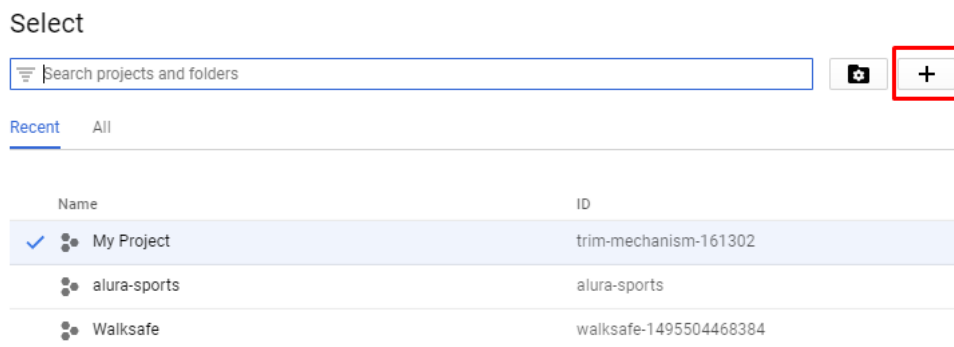 Select
Search projects and folders
+
Recent All
Name ID
My Project trim-mechanism-161302
alura-sports alura-sports
Walksafe walksafe-1495504468384